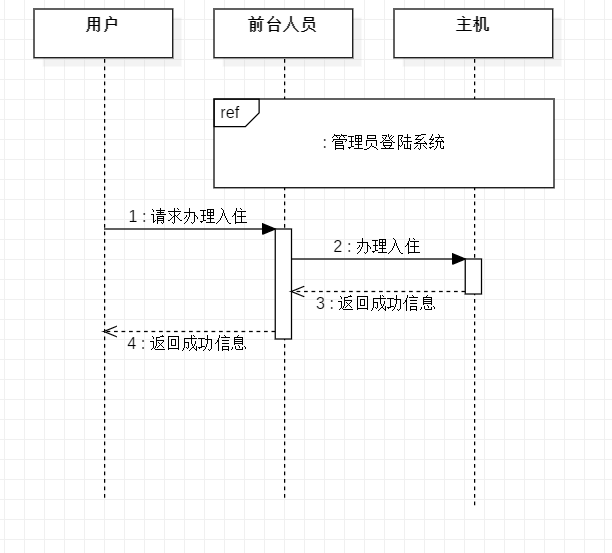 用户
前台人员
主机
ref
: 管理员登陆系统
1 : 请求办理入住
2 : 办理入住
3 : 返回成功信息
4 : 返回成功信息